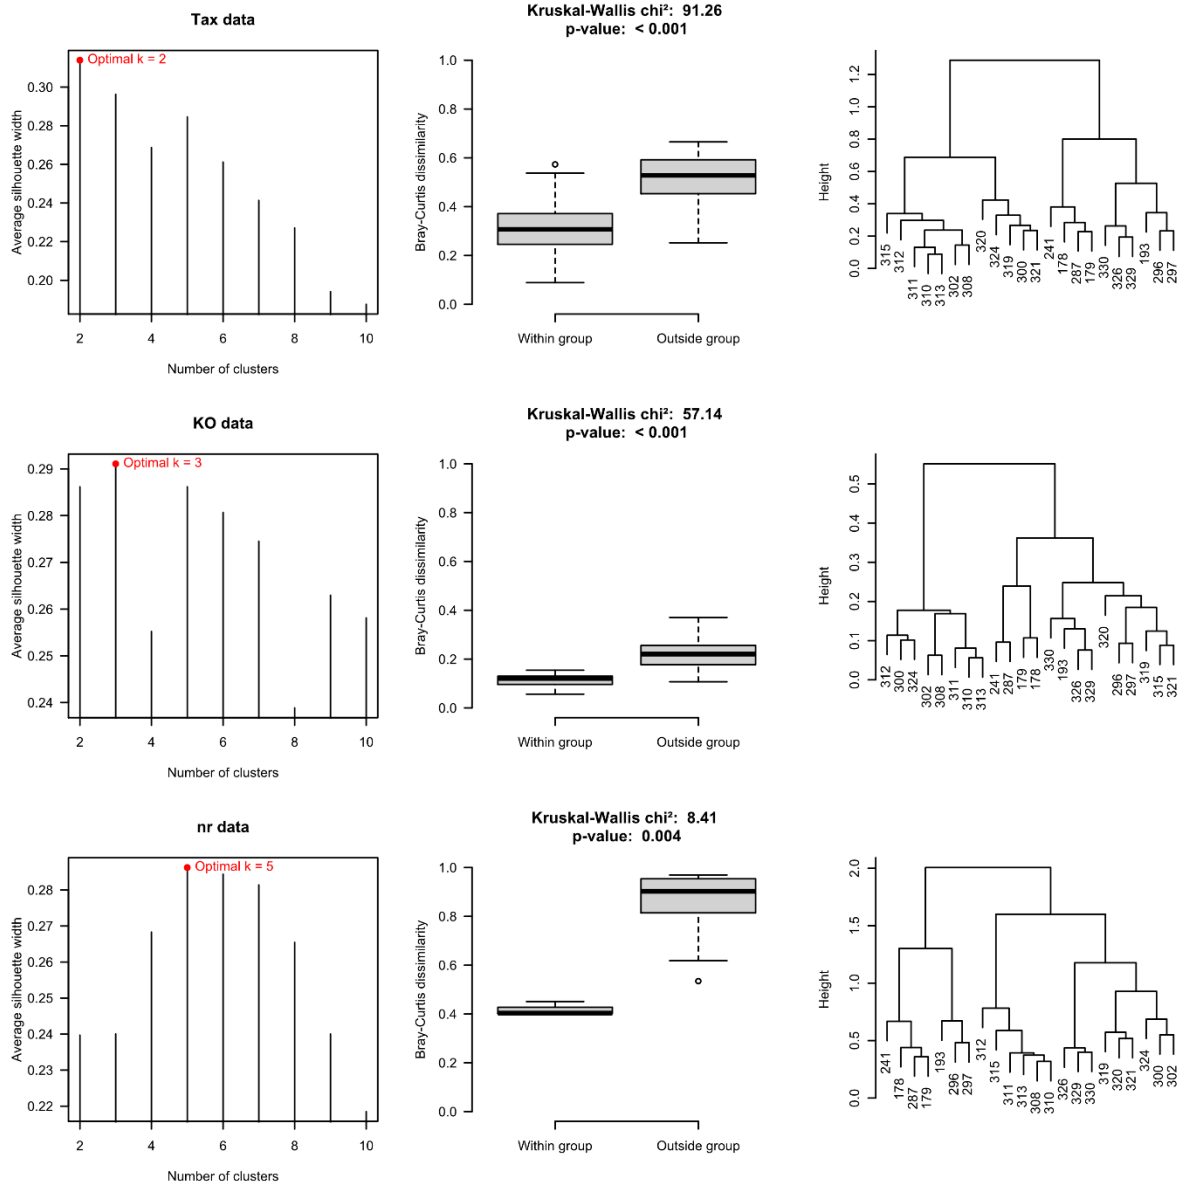 Tax data
Optimal k = 2
Average silhouette width
0.30
0.28
0.26
0.24
0.22
0.20
2 4 6 8 10
Number of clusters
Kruskal-Wallis chi²: 91.26
p-value: < 0.001
Bray-Curtis dissimilarity
1.0
0.8
0.6
0.4
0.2
0.0
Within group Outside group
Height
1.2
1.0
0.8
0.6
0.4
0.2
0.0
315 312 311 310 313 302 308 320 324 319 300 321 241 178 287 179 330 326 329 193 296 297
KO data
Optimal k = 3
Average silhouette width
0.29
0.28
0.27
0.26
0.25
0.24
2 4 6 8 10
Number of clusters
Kruskal-Wallis chi²: 57.14
p-value: < 0.001
Bray-Curtis dissimilarity
1.0
0.8
0.6
0.4
0.2
0.0
Within group Outside group
Height
0.5
0.4
0.3
0.2
0.1
0.0
312 300 324 302 308 311 310 313 241 287 179 178 330 193 326 329 320 296 297 319 315 321
nr data
Optimal k = 5
Average silhouette width
0.28
0.27
0.26
0.25
0.24
0.23
0.22
2 4 6 8 10
Number of clusters
Kruskal-Wallis chi²: 8.41
p-value: 0.004
Bray-Curtis dissimilarity
1.0
0.8
0.6
0.4
0.2
0.0
Within group Outside group
Height
2.0
1.5
1.0
0.5
0.0
241 178 287 179 193 296 297 312 315 311 313 308 310 326 329 330 319 320 321 324 300 302